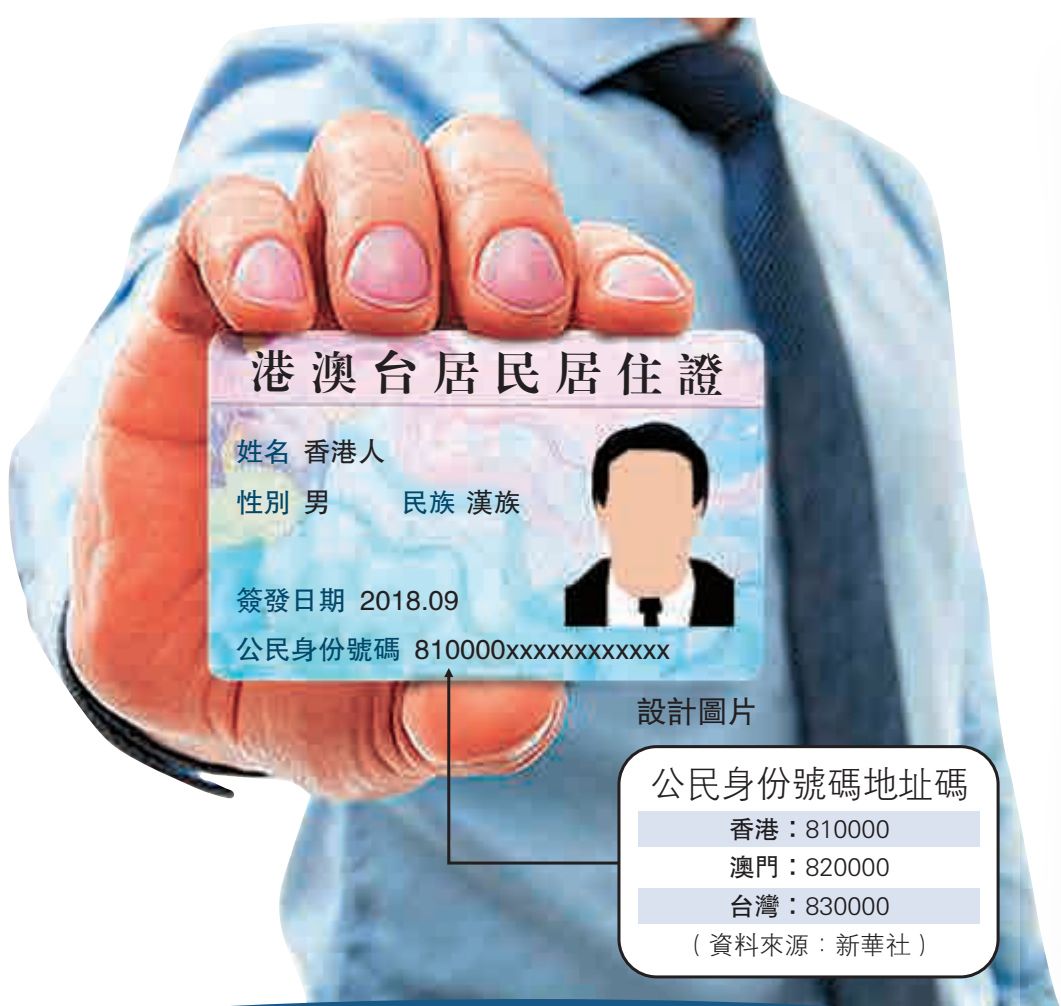 港澳台居民居住證
姓名 香港人
性別 男 民族 漢族
簽發日期 2018.09
公民身份號碼 810000xxxxxxxxxxxx
設計圖片
公民身份號碼地址碼
香港：810000
澳門：820000
台灣：830000
（資料來源：新華社）